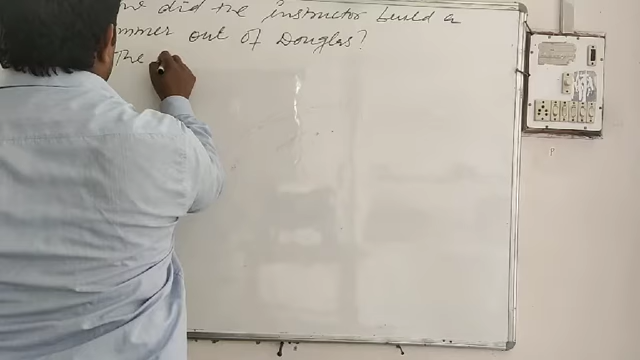 did the instructor build a
out of Douglas?
The